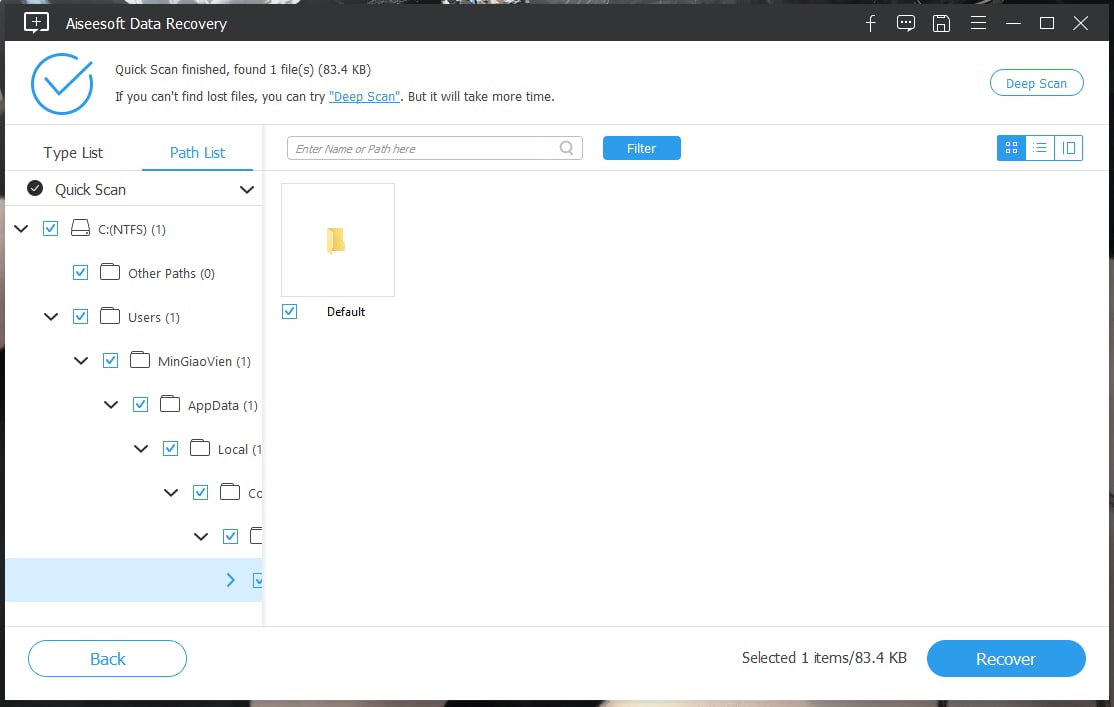 Aiseesoft Data Recovery
Quick Scan finished, found 1 file(s) (83.4 KB)
If you can't find lost files, you can try "Deep Scan". But it will take more time.
Deep Scan
Type List
Path List
Enter Name or Path here
Filter
Quick Scan
C:(NTFS) (1)
Other Paths (0)
Users (1)
MinGiaoVien (1)
AppData (1)
Local (1
Co
Default
Back
Selected 1 items/83.4 KB
Recover